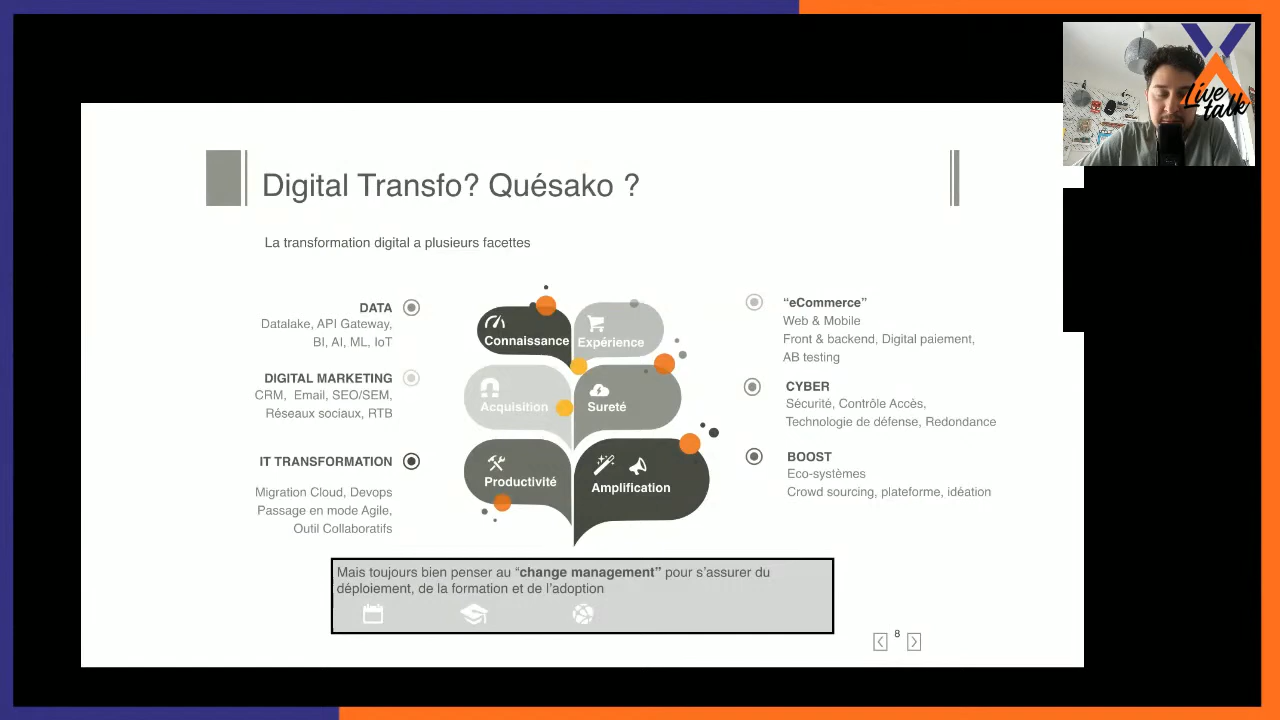 Live
talk
Digital Transfo? Quésako ?
La transformation digital a plusieurs facettes
DATA
Datalake, API Gateway,
BI, AI, ML, IoT
DIGITAL MARKETING
CRM, Email, SEO/SEM,
Réseaux sociaux, RTB
IT TRANSFORMATION
Migration Cloud, Devops
Passage en mode Agile,
Outil Collaboratifs
Connaissance
Expérience
Acquisition
Sureté
Productivité
Amplification
“eCommerce”
Web & Mobile
Front & backend, Digital paiement,
AB testing
CYBER
Sécurité, Contrôle Accès,
Technologie de défense, Redondance
BOOST
Eco-systèmes
Crowd sourcing, plateforme, idéation
Mais toujours bien penser au “change management” pour s’assurer du
déploiement, de la formation et de l’adoption
8